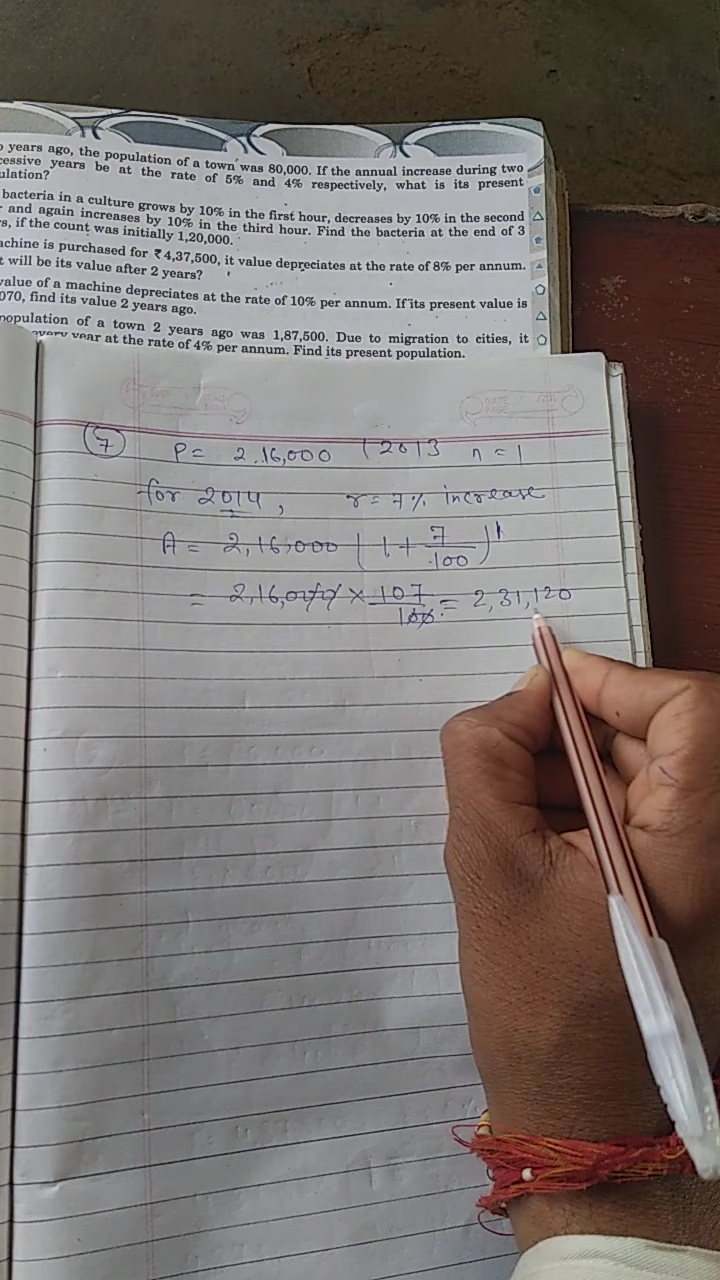 years ago, the population of a town was 80,000. If the annual increase during two
cessive years be at the rate of 5% and 4% respectively, what is its present
ulation?
bacteria in a culture grows by 10% in the first hour, decreases by 10% in the second
and again increases by 10% in the third hour. Find the bacteria at the end of 3
s, if the count was initially 1,20,000.
achine is purchased for ₹4,37,500, it value depreciates at the rate of 8% per annum.
t will be its value after 2 years?
value of a machine depreciates at the rate of 10% per annum. If its present value is
070, find its value 2 years ago.
population of a town 2 years ago was 1,87,500. Due to migration to cities, it
every year at the rate of 4% per annum. Find its present population.
DATE
PAGE
7 P = 2,16,000 (2013 n = 1
for 2014, r = 7% increase
A = 2,16,000 (1 + 7/100)^1
= 2,16,000 × 107/100 = 2,31,120